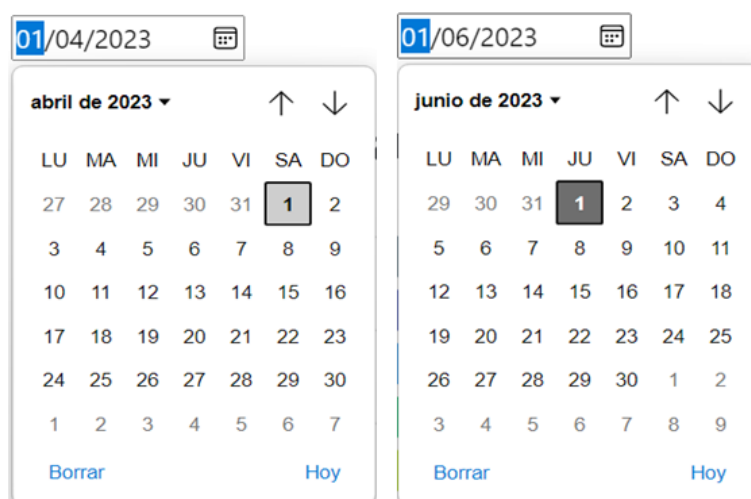 01/04/2023
abril de 2023
LU MA MI JU VI SA DO
27 28 29 30 31 1 2
3 4 5 6 7 8 9
10 11 12 13 14 15 16
17 18 19 20 21 22 23
24 25 26 27 28 29 30
1 2 3 4 5 6 7
Borrar Hoy
01/06/2023
junio de 2023
LU MA MI JU VI SA DO
29 30 31 1 2 3 4
5 6 7 8 9 10 11
12 13 14 15 16 17 18
19 20 21 22 23 24 25
26 27 28 29 30 1 2
3 4 5 6 7 8 9
Borrar Hoy